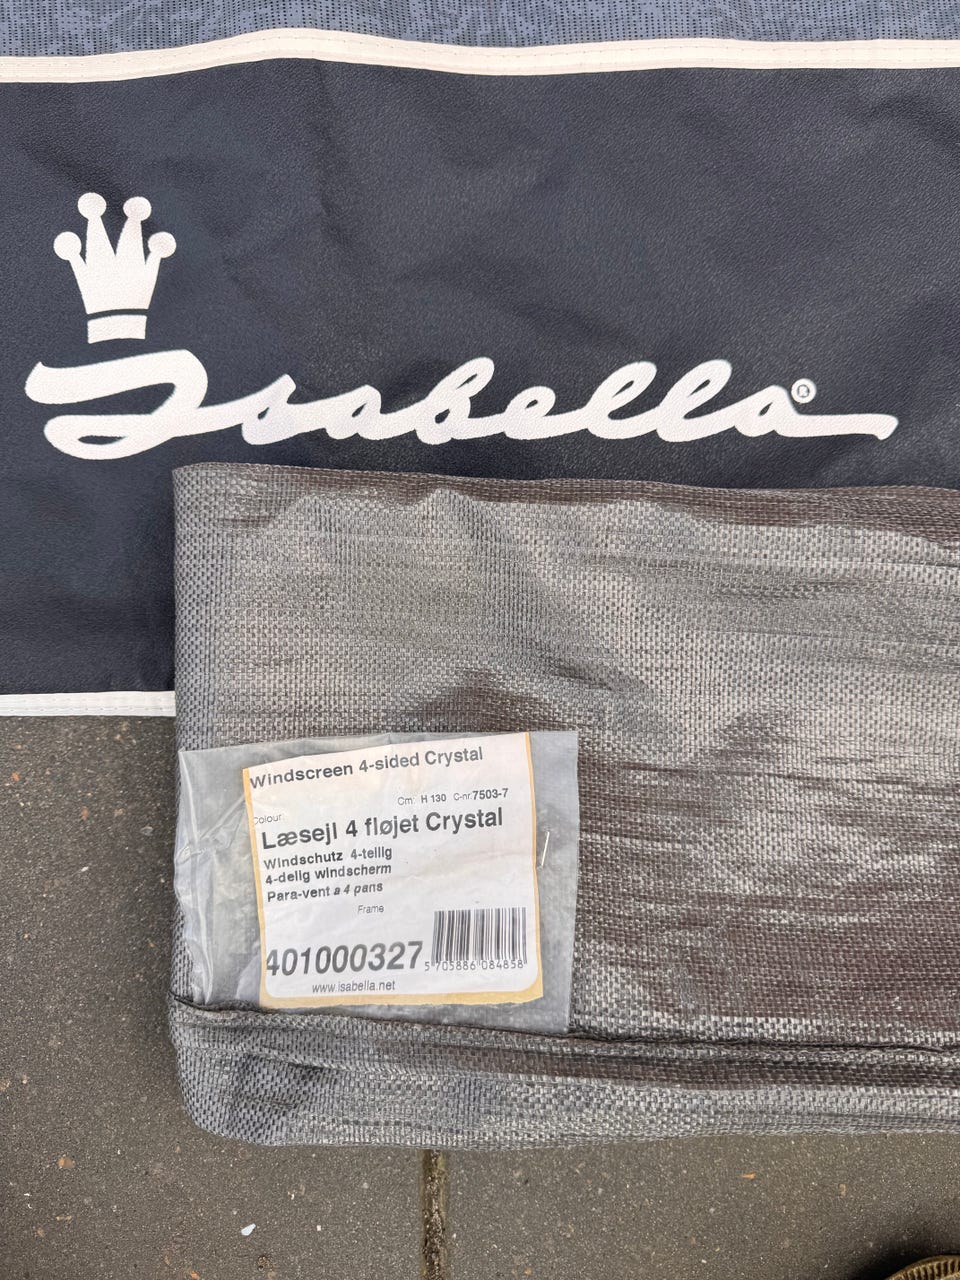 Isabella®
Windscreen 4-sided Crystal
Cm: H 130 C-nr.7503-7
Colour:
Læsejl 4 fløjet Crystal
Windschutz 4-teilig
4-delig windscherm
Para-vent a 4 pans
Frame
401000327
5 705886 084858
www.isabella.net